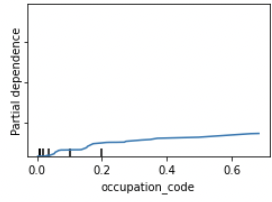 Partial dependence
0.0 0.2 0.4 0.6
occupation_code